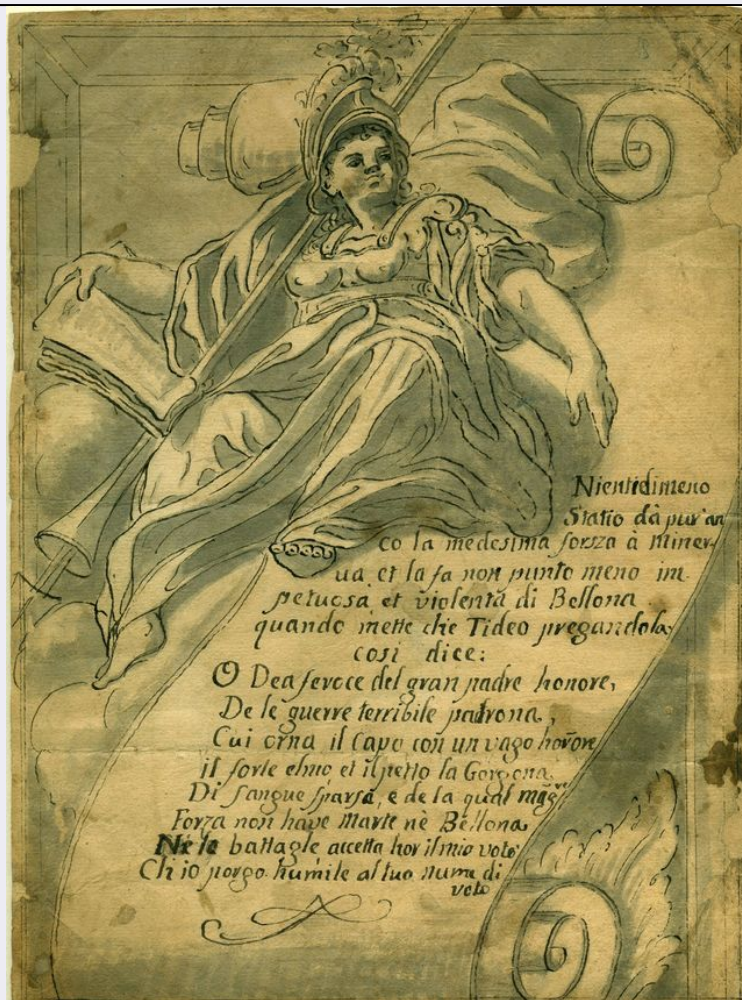 Nientidimeno
Statio dà pur'an
co la medesima forsza à miner-
ua, et la fa non punto meno im-
petuosa, et violentà di Bellona
quando mette che Tideo pregandola,
così dice:
O Dea feroce del gran padre honore,
De le guerre terribile patrona,
Cui orna il Capo con un vago horrore
il forte elmo, et il petto la Gorgona,
Di sangue sparsa, e de la qual
Forza non have Marte nè Bellona
Ne le battagle accetta hor il mio voto
Ch io porgo humile al tuo nume di
voto